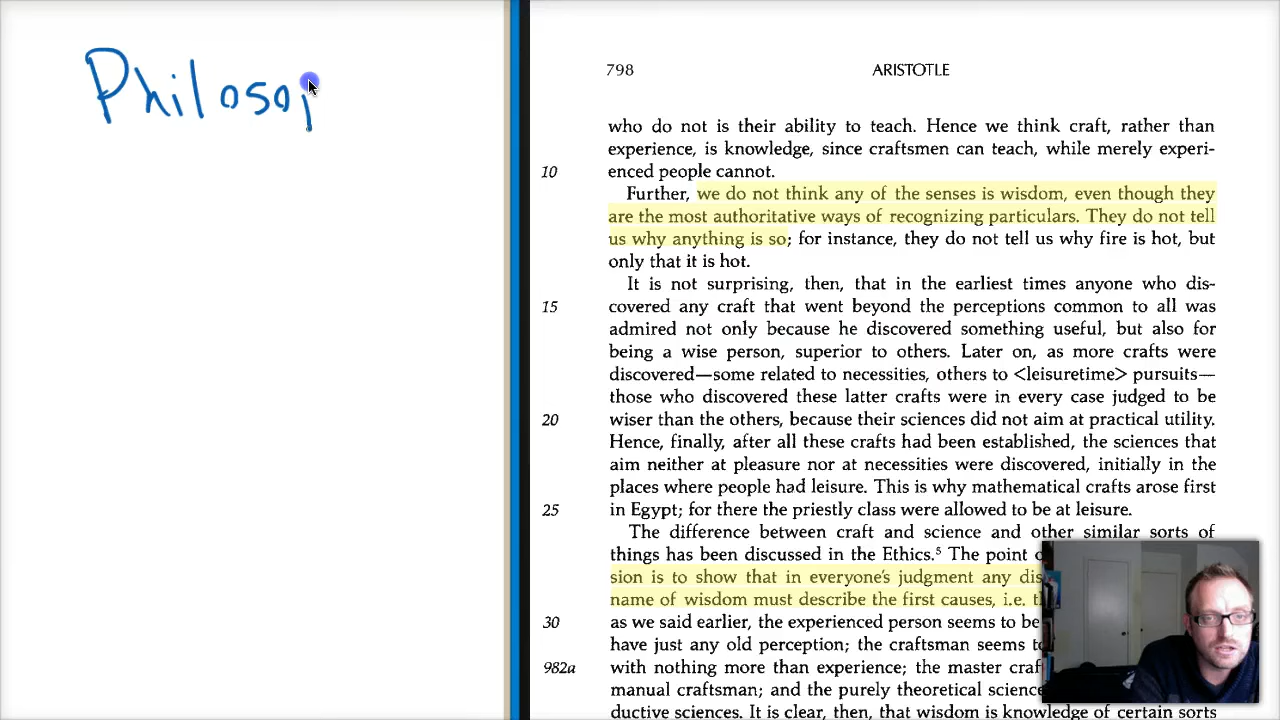 Philosop
798 ARISTOTLE
who do not is their ability to teach. Hence we think craft, rather than
experience, is knowledge, since craftsmen can teach, while merely experi-
10 enced people cannot.
Further, we do not think any of the senses is wisdom, even though they
are the most authoritative ways of recognizing particulars. They do not tell
us why anything is so; for instance, they do not tell us why fire is hot, but
only that it is hot.
It is not surprising, then, that in the earliest times anyone who dis-
15 covered any craft that went beyond the perceptions common to all was
admired not only because he discovered something useful, but also for
being a wise person, superior to others. Later on, as more crafts were
discovered—some related to necessities, others to <leisuretime> pursuits—
those who discovered these latter crafts were in every case judged to be
20 wiser than the others, because their sciences did not aim at practical utility.
Hence, finally, after all these crafts had been established, the sciences that
aim neither at pleasure nor at necessities were discovered, initially in the
places where people had leisure. This is why mathematical crafts arose first
25 in Egypt; for there the priestly class were allowed to be at leisure.
The difference between craft and science and other similar sorts of
things has been discussed in the Ethics.⁵ The point
sion is to show that in everyone's judgment any
name of wisdom must describe the first causes, i.e.
30 as we said earlier, the experienced person seems to be
have just any old perception; the craftsman seems
982a with nothing more than experience; the master
manual craftsman; and the purely theoretical
ductive sciences. It is clear, then, that wisdom is knowledge of certain sorts